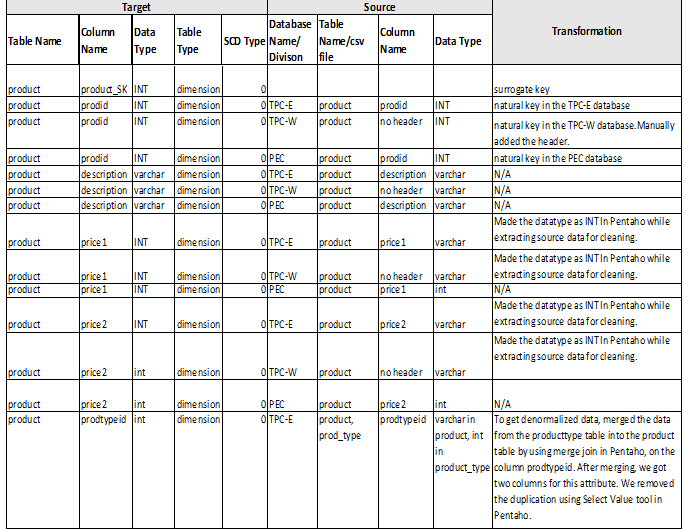 Target Source Transformation
Table Name Column Name Data Type Table Type SCD Type Database Name/ Divison Table Name/csv file Column Name Data Type
product product_SK INT dimension 0 surrogate key
product prodid INT dimension 0 TPC-E product prodid INT natural key in the TPC-E database
product prodid INT dimension 0 TPC-W product no header INT natural key in the TPC-W database.Manually
added the header.
product prodid INT dimension 0 PEC product prodid INT natural key in the PEC database
product description varchar dimension 0 TPC-E product description varchar N/A
product description varchar dimension 0 TPC-W product no header varchar N/A
product description varchar dimension 0 PEC product description varchar N/A
Made the datatype as INT In Pentaho while
product price1 INT dimension 0 TPC-E product price1 varchar extracting source data for cleaning.
Made the datatype as INT In Pentaho while
product price1 INT dimension 0 TPC-W product no header varchar extracting source data for cleaning.
product price1 INT dimension 0 PEC product price1 int N/A
Made the datatype as INT In Pentaho while
product price2 INT dimension 0 TPC-E product price2 varchar extracting source data for cleaning.
Made the datatype as INT In Pentaho while
extracting source data for cleaning.
product price2 int dimension 0 TPC-W product no header varchar
product price2 int dimension 0 PEC product price2 int N/A
product prodtypeid int dimension 0 TPC-E product, prodtypeid varchar in To get denormalized data, merged the data
prod_type product, int from the producttype table into the product
in table by using merge join in Pentaho, on the
product_type column prodtypeid. After merging, we got
two columns for this attribute. We removed
the duplication using Select Value tool in
Pentaho.